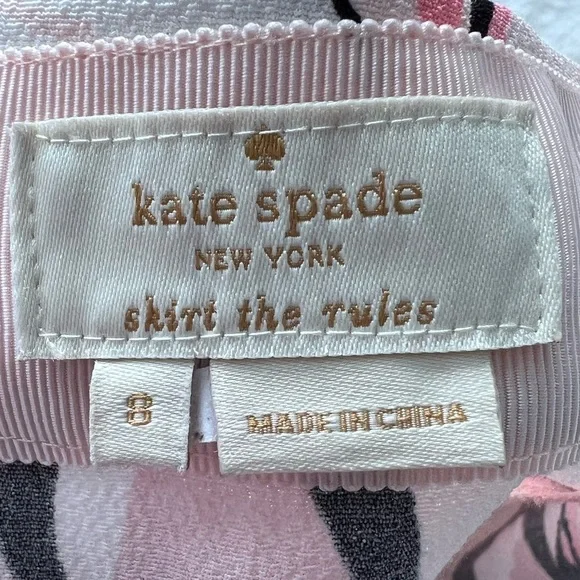 kate spade
NEW YORK
skirt the rules
8
MADE IN CHINA